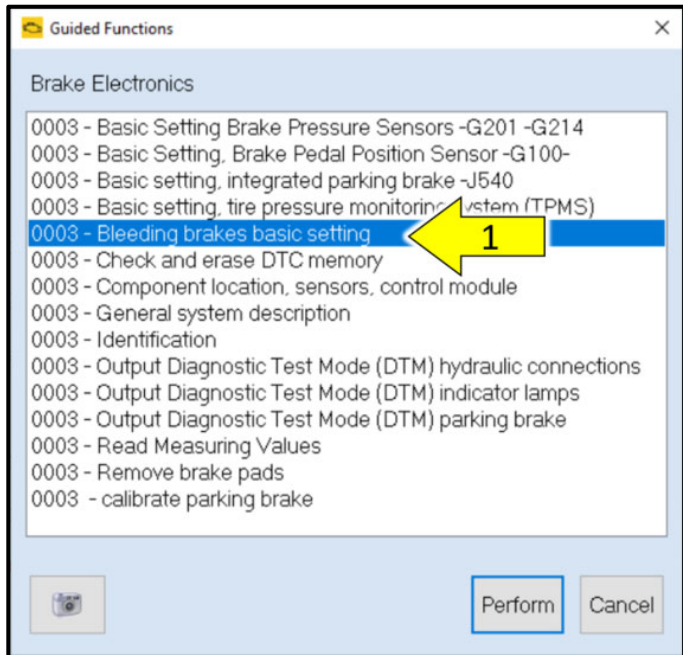 Guided Functions
Brake Electronics
0003 - Basic Setting Brake Pressure Sensors -G201 -G214
0003 - Basic Setting, Brake Pedal Position Sensor -G100-
0003 - Basic setting, integrated parking brake -J540
0003 - Basic setting, tire pressure monitoring system (TPMS)
0003 - Bleeding brakes basic setting
1
0003 - Check and erase DTC memory
0003 - Component location, sensors, control module
0003 - General system description
0003 - Identification
0003 - Output Diagnostic Test Mode (DTM) hydraulic connections
0003 - Output Diagnostic Test Mode (DTM) indicator lamps
0003 - Output Diagnostic Test Mode (DTM) parking brake
0003 - Read Measuring Values
0003 - Remove brake pads
0003 - calibrate parking brake
Perform Cancel